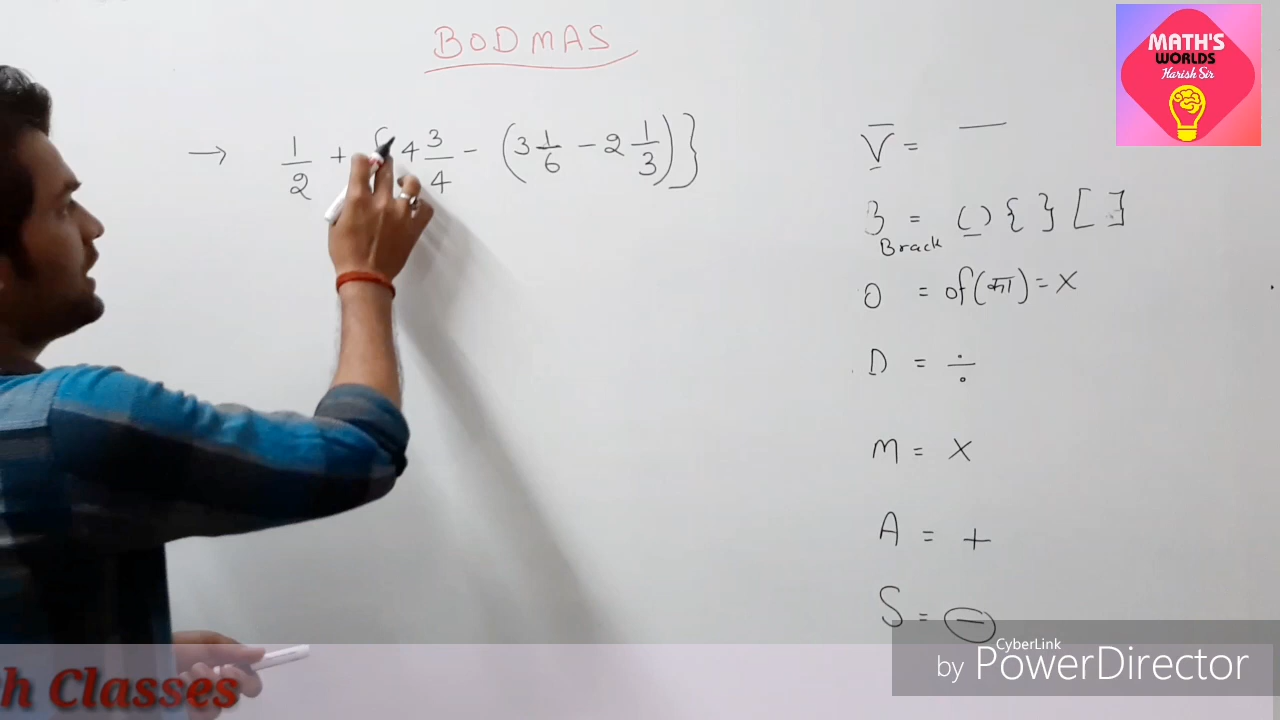 BODMAS
→ 1/2 + { 4 3/4 - (3 1/6 - 2 1/3)}
V̅ = —
B = ( ) { } [ ]
Brack
O = of (का) = X
D = ÷
M = X
A = +
S = -
MATH'S
WORLDS
Harish Sir
h Classes
CyberLink
by PowerDirector